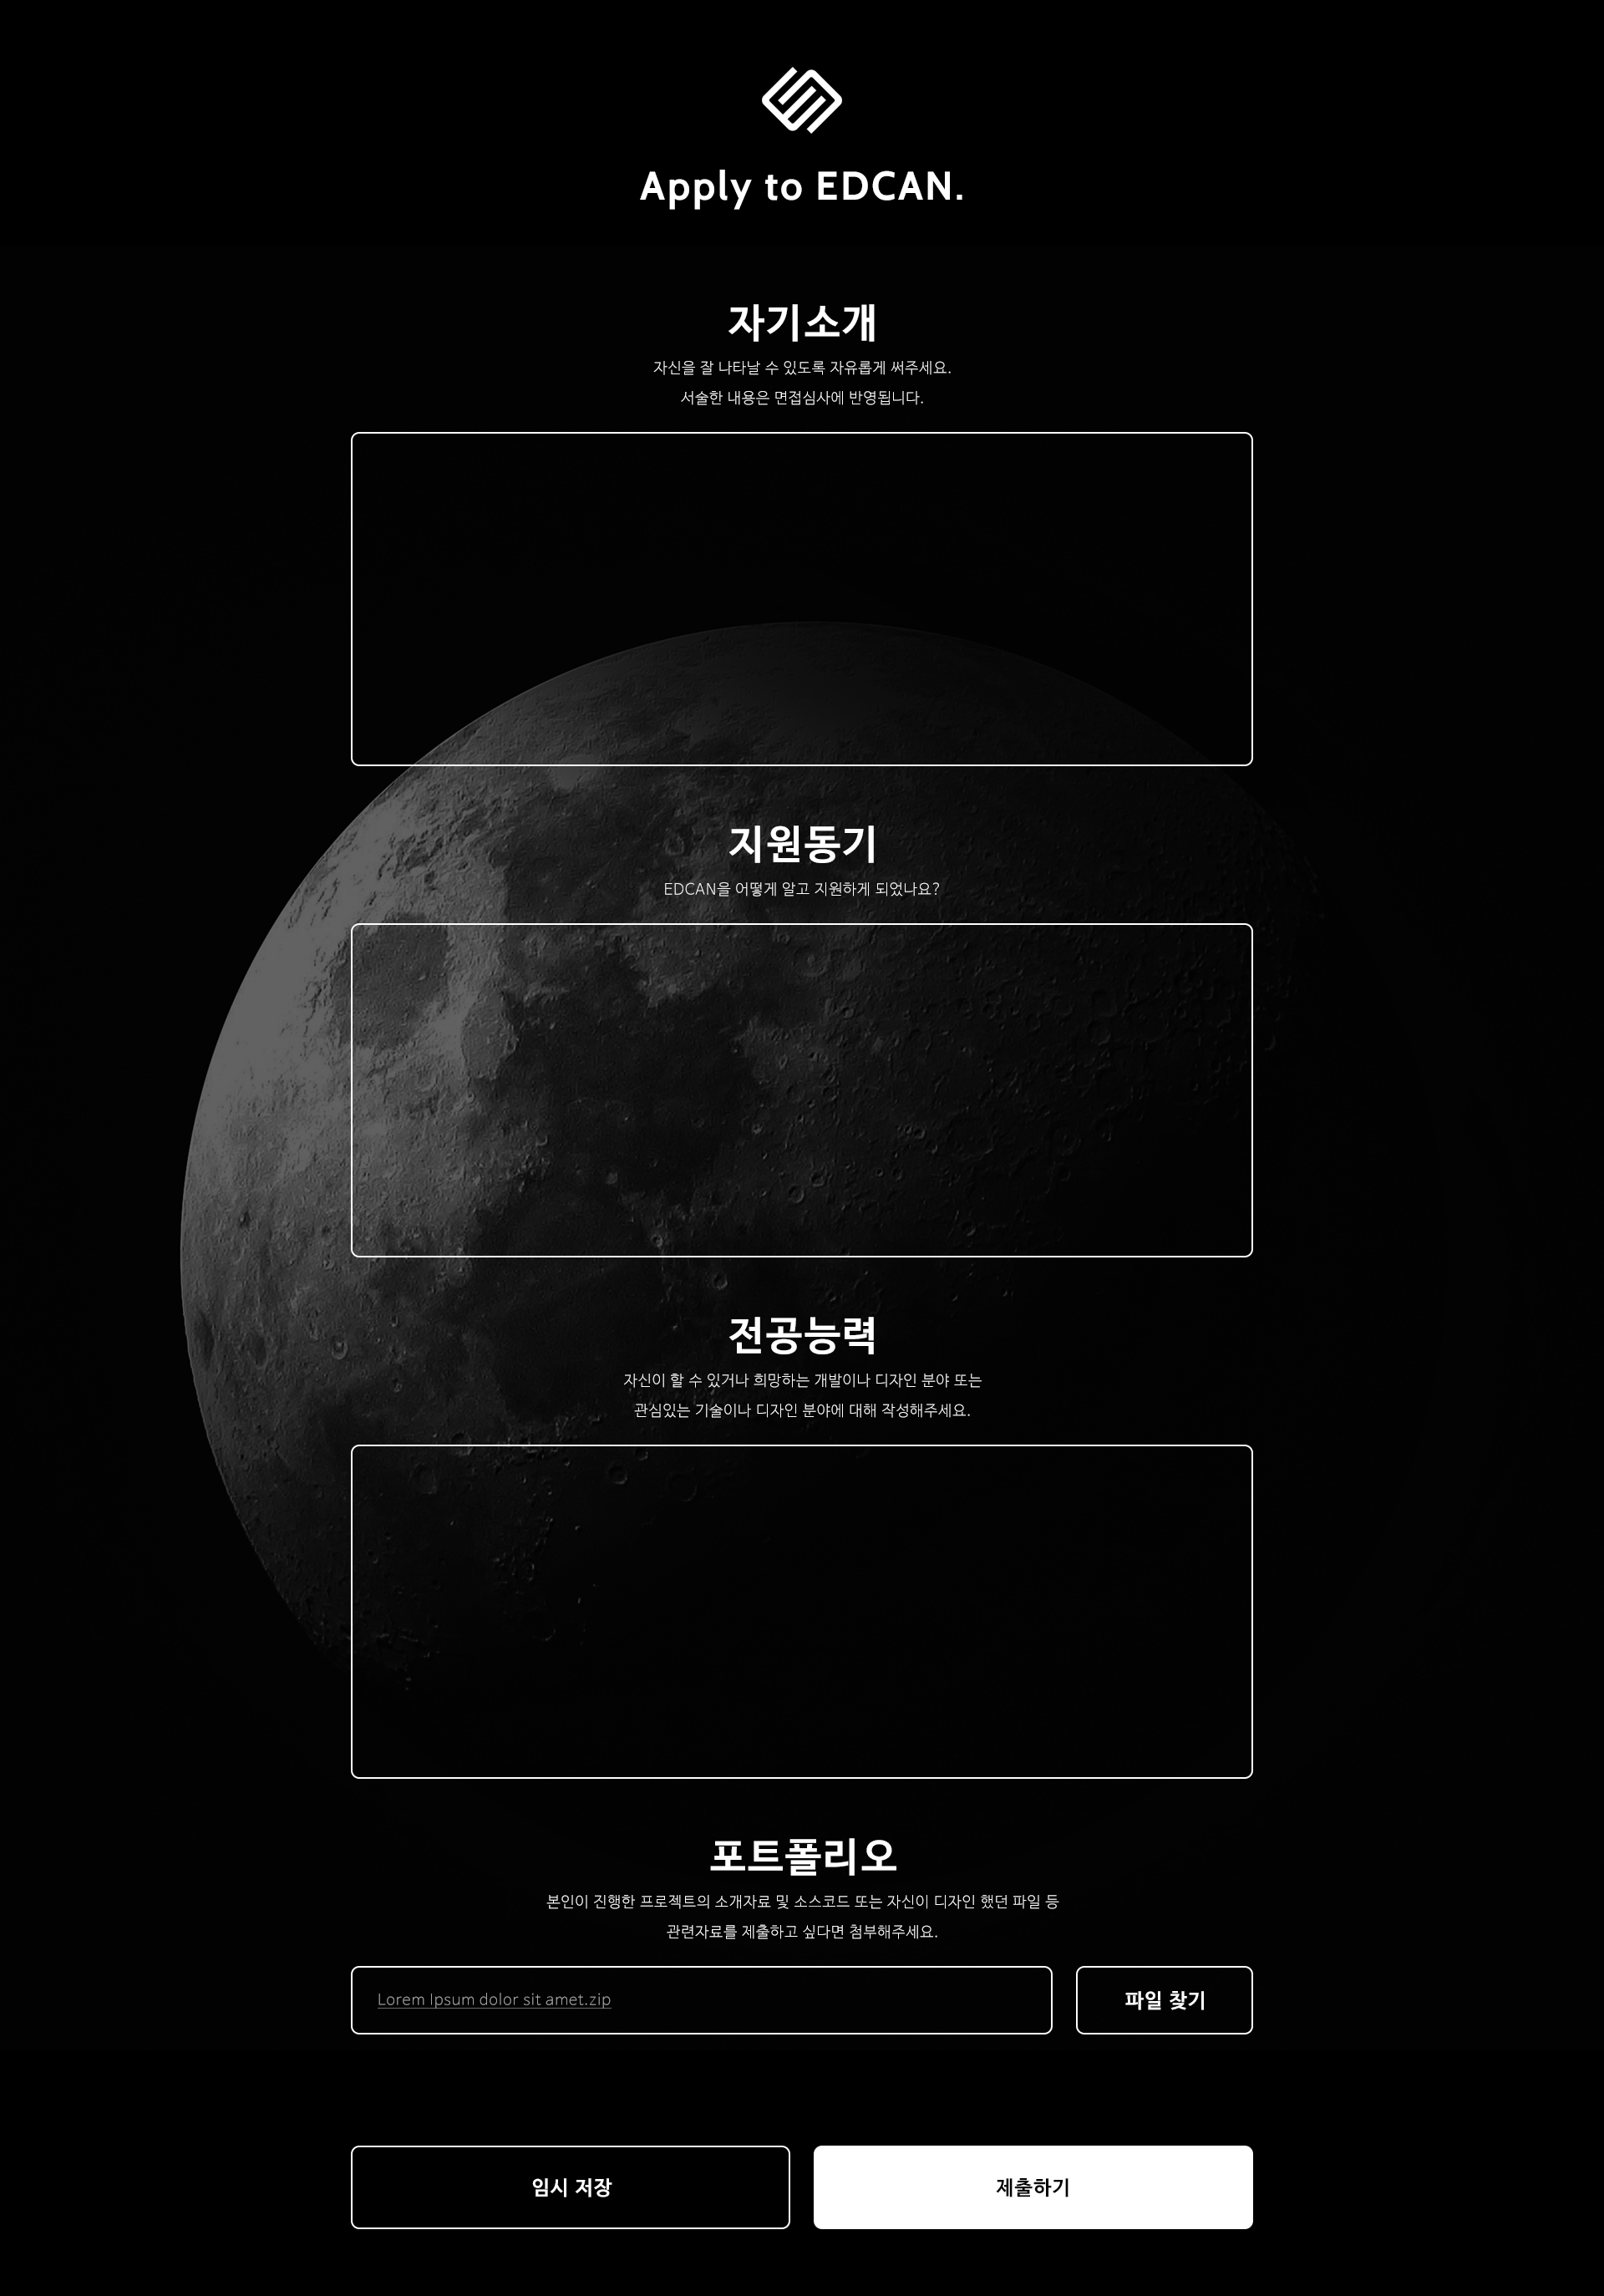 Apply to EDCAN.
자기소개
자신을 잘 나타날 수 있도록 자유롭게 써주세요.
서술한 내용은 면접심사에 반영됩니다.
지원동기
EDCAN을 어떻게 알고 지원하게 되었나요?
전공능력
자신이 할 수 있거나 희망하는 개발이나 디자인 분야 또는
관심있는 기술이나 디자인 분야에 대해 작성해주세요.
포트폴리오
본인이 진행한 프로젝트의 소개자료 및 소스코드 또는 자신이 디자인 했던 파일 등
관련자료를 제출하고 싶다면 첨부해주세요.
Lorem Ipsum dolor sit amet.zip
파일 찾기
임시 저장
제출하기